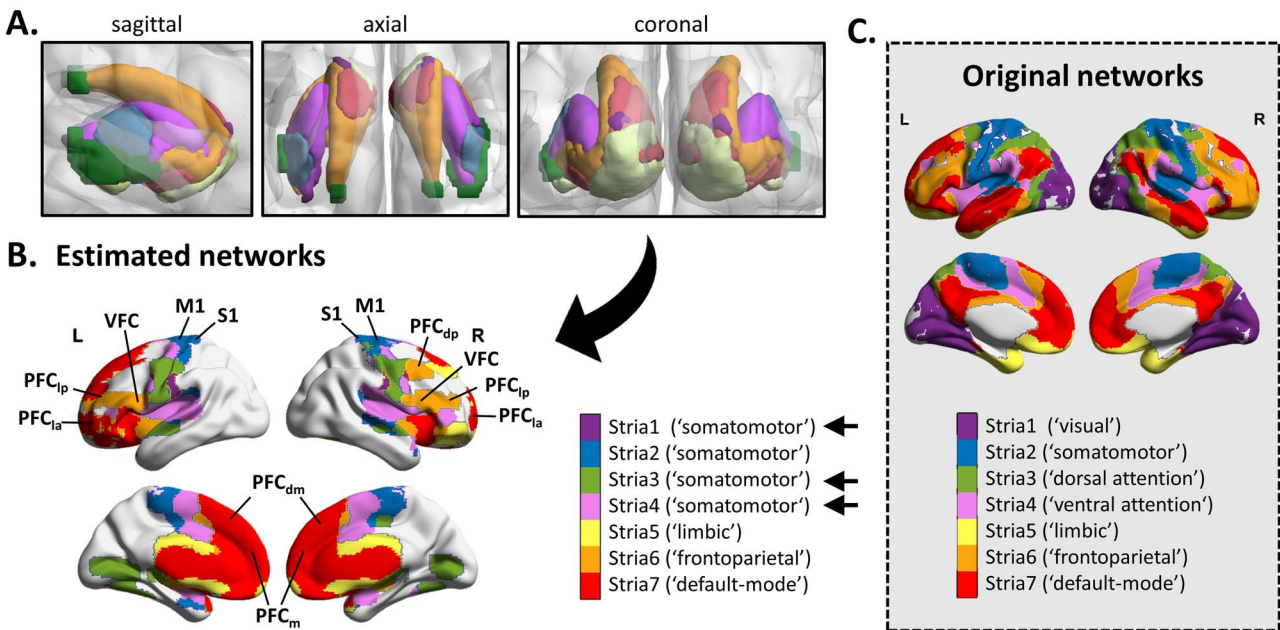 A.
sagittal
axial
coronal
B. Estimated networks
L
VFC
M1
S1
PFClp
PFCla
S1
M1
PFCdp
R
VFC
PFClp
PFCla
PFCdm
PFCm
Stria1 (‘somatomotor’)
Stria2 (‘somatomotor’)
Stria3 (‘somatomotor’)
Stria4 (‘somatomotor‘)
Stria5 (‘limbic’)
Stria6 (‘frontoparietal’)
Stria7 (‘default-mode’)
C.
Original networks
L
R
Stria1 (‘visual’)
Stria2 (‘somatomotor’)
Stria3 (‘dorsal attention’)
Stria4 (‘ventral attention‘)
Stria5 (‘limbic’)
Stria6 (‘frontoparietal’)
Stria7 (‘default-mode’)